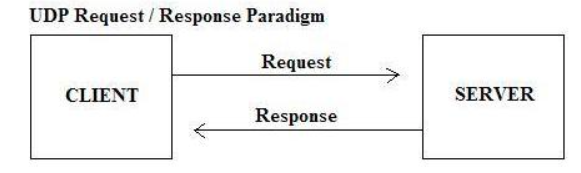 UDP Request / Response Paradigm
Request
CLIENT
SERVER
Response